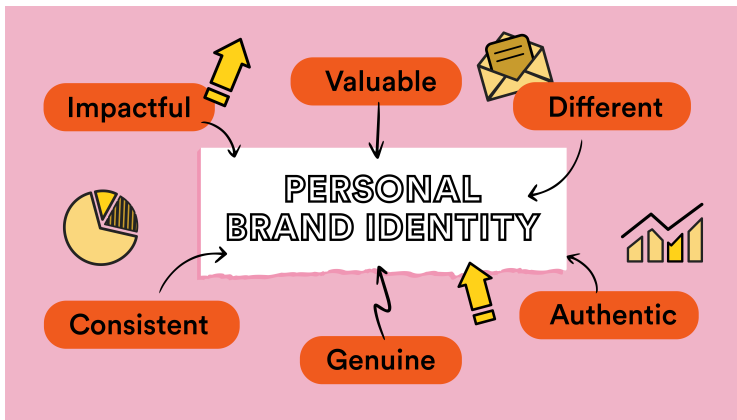 Impactful
Valuable
Different
PERSONAL
BRAND IDENTITY
Consistent
Genuine
Authentic